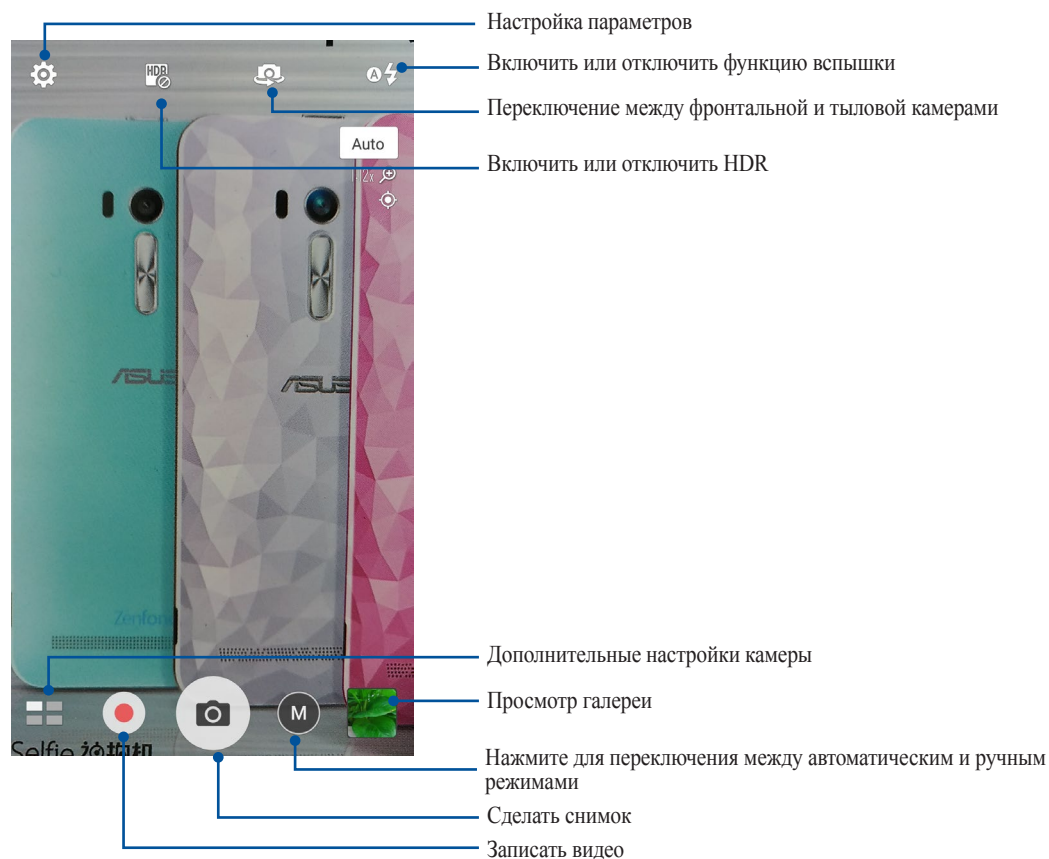 Настройка параметров
Включить или отключить функцию вспышки
HDR
A
Переключение между фронтальной и тыловой камерами
Auto
Включить или отключить HDR
ASUS
ASUS
Дополнительные настройки камеры
Просмотр галереи
M
Selfie
Нажмите для переключения между автоматическим и ручным
режимами
Сделать снимок
Записать видео